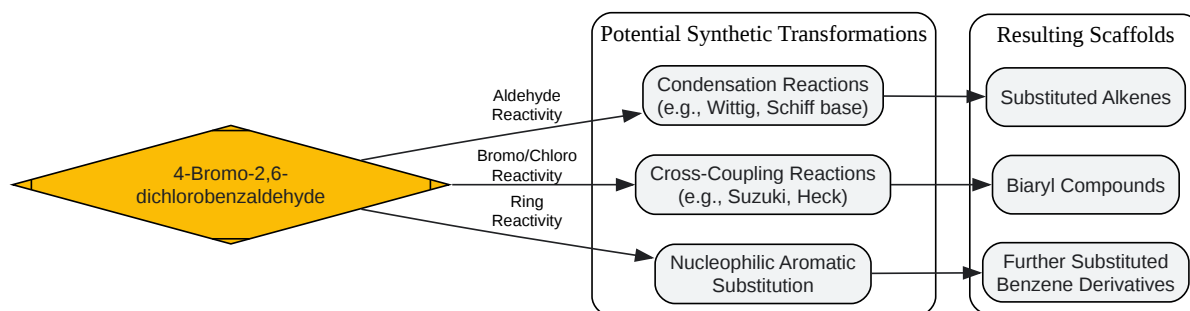 Potential Synthetic Transformations
Resulting Scaffolds
4-Bromo-2,6-
dichlorobenzaldehyde
Aldehyde
Reactivity
Condensation Reactions
(e.g., Wittig, Schiff base)
Substituted Alkenes
Bromo/Chloro
Reactivity
Cross-Coupling Reactions
(e.g., Suzuki, Heck)
Biaryl Compounds
Ring
Reactivity
Nucleophilic Aromatic
Substitution
Further Substituted
Benzene Derivatives